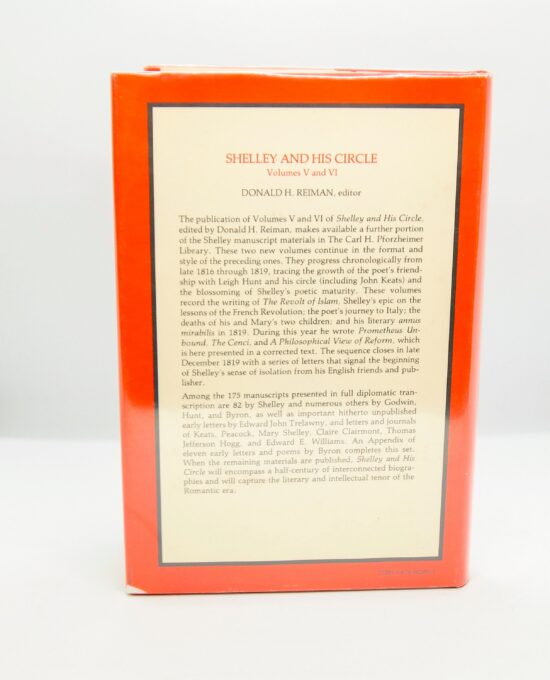 SHELLEY AND HIS CIRCLE
Volumes V and VI
DONALD H. REIMAN, editor
The publication of Volumes V and VI of Shelley and His Circle,
edited by Donald H. Reiman, makes available a further portion
of the Shelley manuscript materials in The Carl H. Pforzheimer
Library. These two new volumes continue in the format and
style of the preceding ones. They progress chronologically from
late 1816 through 1819, tracing the growth of the poet's friend-
ship with Leigh Hunt and his circle (including John Keats) and
the blossoming of Shelley's poetic maturity. These volumes
record the writing of The Revolt of Islam, Shelley's epic on the
lessons of the French Revolution; the poet's journey to Italy; the
deaths of his and Mary's two children; and his literary annus
mirabilis in 1819. During this year he wrote Prometheus Un-
bound, The Cenci, and A Philosophical View of Reform, which
is here presented in a corrected text. The sequence closes in late
December 1819 with a series of letters that signal the beginning
of Shelley's sense of isolation from his English friends and pub-
lisher.
Among the 175 manuscripts presented in full diplomatic tran-
scription are 82 by Shelley and numerous others by Godwin,
Hunt, and Byron, as well as important hitherto unpublished
early letters by Edward John Trelawny, and letters and journals
of Keats, Peacock, Mary Shelley, Claire Clairmont, Thomas
Jefferson Hogg, and Edward E. Williams. An Appendix of
eleven early letters and poems by Byron completes this set.
When the remaining materials are published, Shelley and His
Circle will encompass a half-century of interconnected biogra-
phies and will capture the literary and intellectual tenor of the
Romantic era.